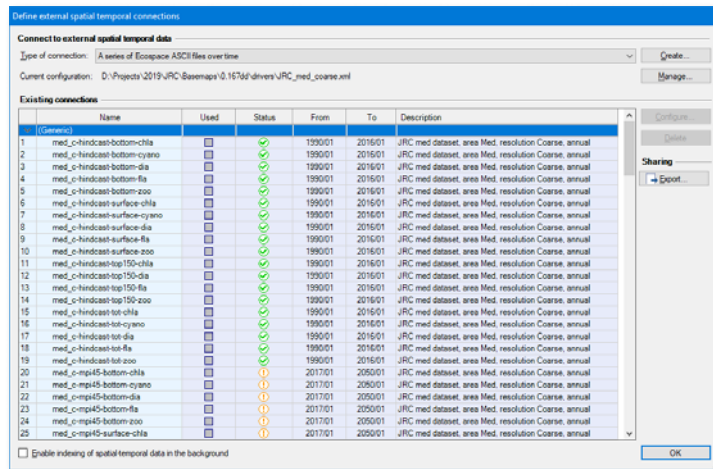 Define external spatial temporal connections
Connect to external spatial temporal data
Type of connection: A series of Ecospace ASCII files over time Create...
Current configuration: D:\Projects\2019\JRC\Basemaps\0.167dd\drivers\JRC_med_coarse.xml Manage...
Existing connections
Name Used Status From To Description Configure...
(Generic) Delete
1 med_c-hindcast-bottom-chla 1990/01 2016/01 JRC med dataset, area Med, resolution Coarse, annual
2 med_c-hindcast-bottom-cyano 1990/01 2016/01 JRC med dataset, area Med, resolution Coarse, annual
3 med_c-hindcast-bottom-dia 1990/01 2016/01 JRC med dataset, area Med, resolution Coarse, annual
Sharing
4 med_c-hindcast-bottom-fla 1990/01 2016/01 JRC med dataset, area Med, resolution Coarse, annual
Export...
5 med_c-hindcast-bottom-zoo 1990/01 2016/01 JRC med dataset, area Med, resolution Coarse, annual
6 med_c-hindcast-surface-chla 1990/01 2016/01 JRC med dataset, area Med, resolution Coarse, annual
7 med_c-hindcast-surface-cyano 1990/01 2016/01 JRC med dataset, area Med, resolution Coarse, annual
8 med_c-hindcast-surface-dia 1990/01 2016/01 JRC med dataset, area Med, resolution Coarse, annual
9 med_c-hindcast-surface-fla 1990/01 2016/01 JRC med dataset, area Med, resolution Coarse, annual
10 med_c-hindcast-surface-zoo 1990/01 2016/01 JRC med dataset, area Med, resolution Coarse, annual
11 med_c-hindcast-top150-chla 1990/01 2016/01 JRC med dataset, area Med, resolution Coarse, annual
12 med_c-hindcast-top150-dia 1990/01 2016/01 JRC med dataset, area Med, resolution Coarse, annual
13 med_c-hindcast-top150-fla 1990/01 2016/01 JRC med dataset, area Med, resolution Coarse, annual
14 med_c-hindcast-top150-zoo 1990/01 2016/01 JRC med dataset, area Med, resolution Coarse, annual
15 med_c-hindcast-tot-chla 1990/01 2016/01 JRC med dataset, area Med, resolution Coarse, annual
16 med_c-hindcast-tot-cyano 1990/01 2016/01 JRC med dataset, area Med, resolution Coarse, annual
17 med_c-hindcast-tot-dia 1990/01 2016/01 JRC med dataset, area Med, resolution Coarse, annual
18 med_c-hindcast-tot-fla 1990/01 2016/01 JRC med dataset, area Med, resolution Coarse, annual
19 med_c-hindcast-tot-zoo 1990/01 2016/01 JRC med dataset, area Med, resolution Coarse, annual
20 med_c-mpi45-bottom-chla 2017/01 2050/01 JRC med dataset, area Med, resolution Coarse, annual
21 med_c-mpi45-bottom-cyano 2017/01 2050/01 JRC med dataset, area Med, resolution Coarse, annual
22 med_c-mpi45-bottom-dia 2017/01 2050/01 JRC med dataset, area Med, resolution Coarse, annual
23 med_c-mpi45-bottom-fla 2017/01 2050/01 JRC med dataset, area Med, resolution Coarse, annual
24 med_c-mpi45-bottom-zoo 2017/01 2050/01 JRC med dataset, area Med, resolution Coarse, annual
25 med_c-mpi45-surface-chla 2017/01 2050/01 JRC med dataset, area Med, resolution Coarse, annual
Enable indexing of spatial-temporal data in the background OK